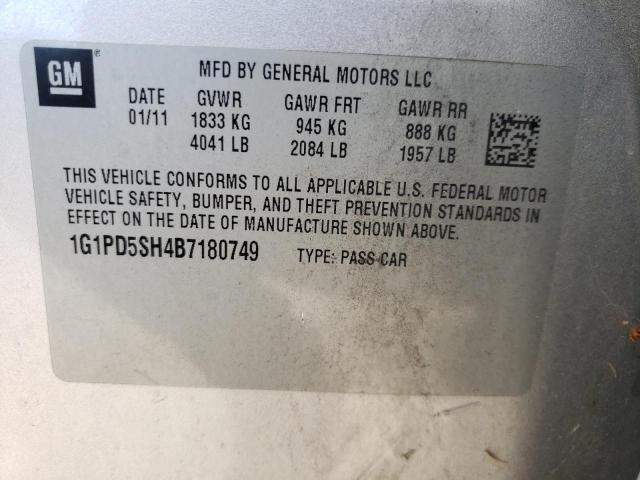 GM
®
MFD BY GENERAL MOTORS LLC
DATE GVWR GAWR FRT GAWR RR
01/11 1833 KG 945 KG 888 KG
4041 LB 2084 LB 1957 LB
THIS VEHICLE CONFORMS TO ALL APPLICABLE U.S. FEDERAL MOTOR
VEHICLE SAFETY, BUMPER, AND THEFT PREVENTION STANDARDS IN
EFFECT ON THE DATE OF MANUFACTURE SHOWN ABOVE.
1G1PD5SH4B7180749 TYPE: PASS CAR